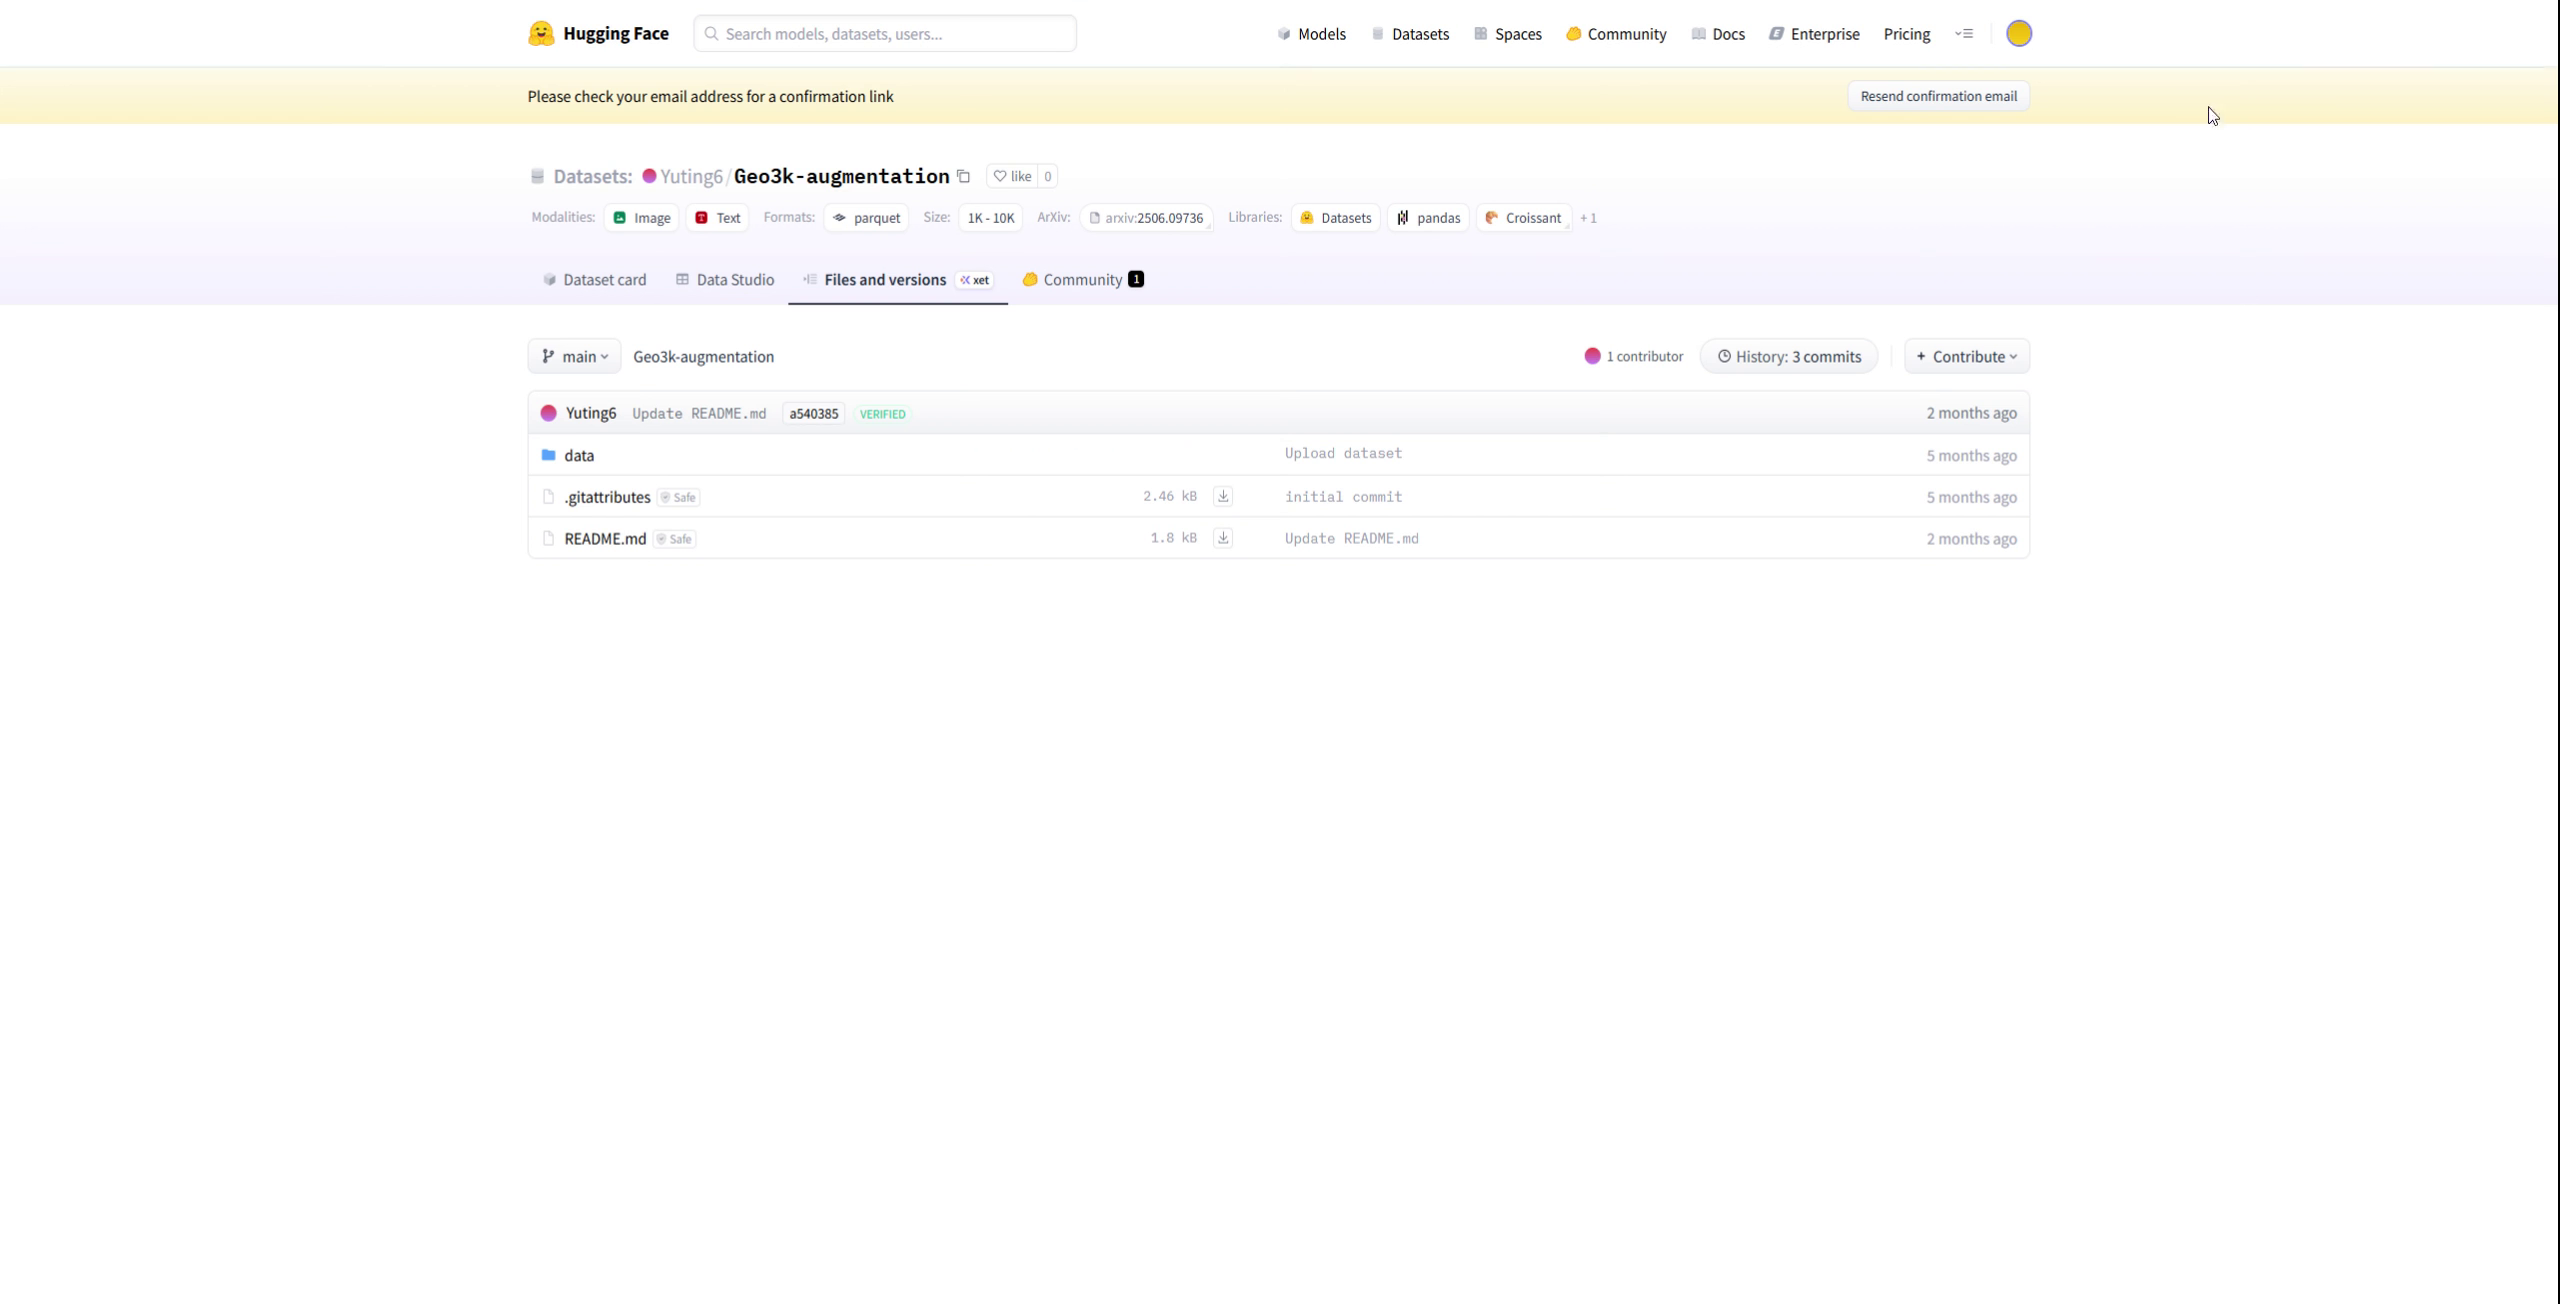 Hugging Face Search models, datasets, users... Models Datasets Spaces Community Docs Enterprise Pricing
Please check your email address for a confirmation link Resend confirmation email
Datasets: Yuting6/Geo3k-augmentation like 0
Modalities: Image Text Formats: parquet Size: 1K - 10K ArXiv: arxiv:2506.09736 Libraries: Datasets pandas Croissant + 1
Dataset card Data Studio Files and versions xet Community 1
main Geo3k-augmentation 1 contributor History: 3 commits + Contribute
Yuting6 Update README.md a540385 VERIFIED 2 months ago
data Upload dataset 5 months ago
.gitattributes Safe 2.46 kB initial commit 5 months ago
README.md Safe 1.8 kB Update README.md 2 months ago